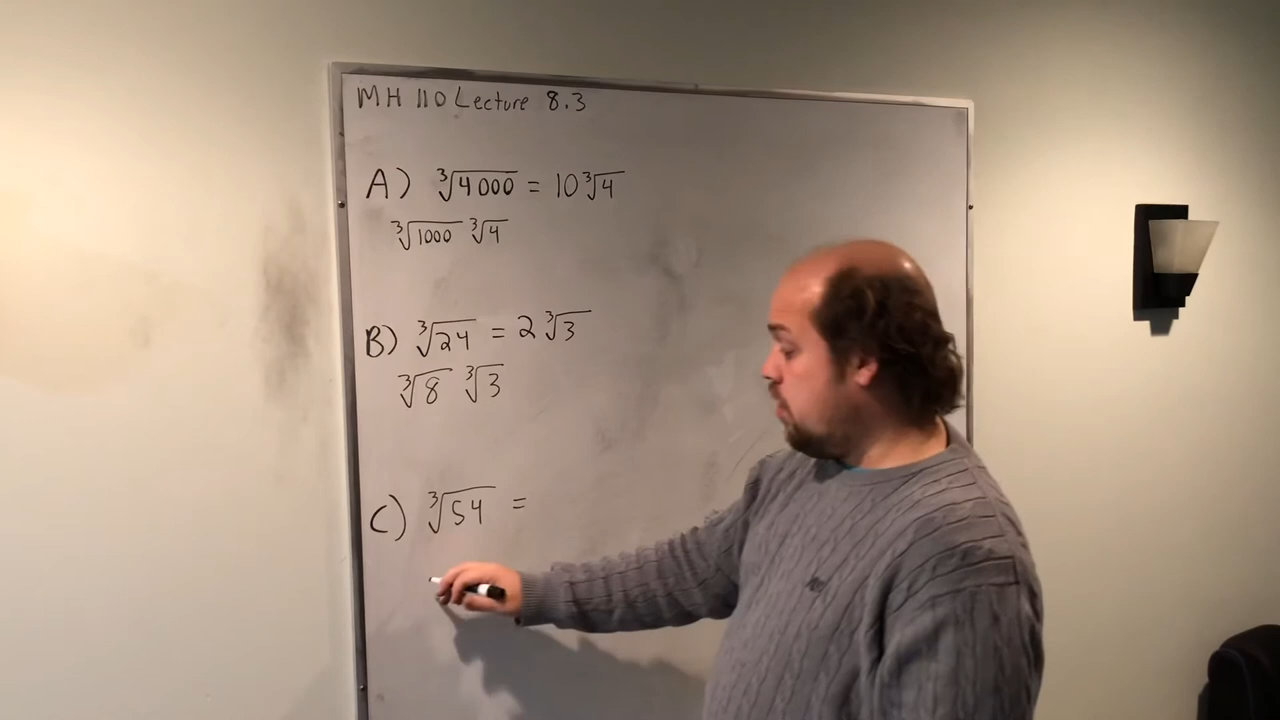 MH 110 Lecture 8.3
A) ∛4000 = 10∛4
∛1000 ∛4
B) ∛24 = 2∛3
∛8 ∛3
C) ∛54 =